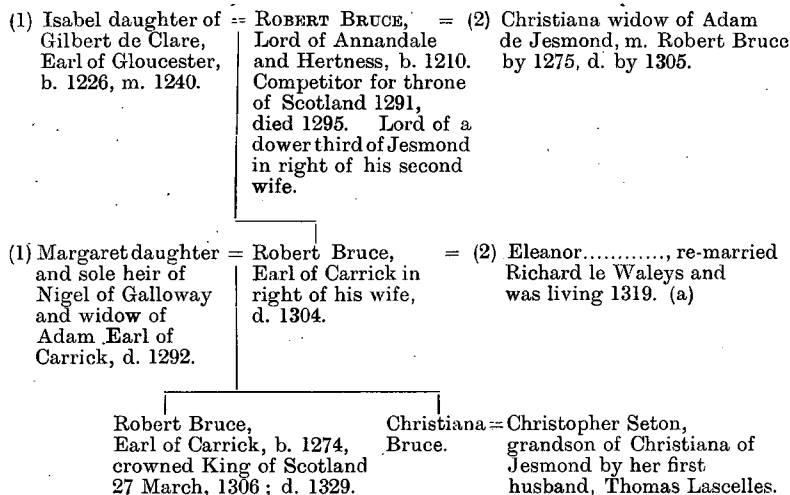 (1) Isabel daughter of
Gilbert de Clare,
Earl of Gloucester,
b. 1226, m. 1240.
= ROBERT BRUCE, =
Lord of Annandale
and Hertness, b. 1210.
Competitor for throne
of Scotland 1291,
died 1295. Lord of a
dower third of Jesmond
in right of his second
wife.
(2) Christiana widow of Adam
de Jesmond, m. Robert Bruce
by 1275, d. by 1305.
(1) Margaret daughter
and sole heir of
Nigel of Galloway
and widow of
Adam Earl of
Carrick, d. 1292.
= Robert Bruce, =
Earl of Carrick in
right of his wife,
d. 1304.
(2) Eleanor............, re-married
Richard le Waleys and
was living 1319. (a)
Robert Bruce,
Earl of Carrick, b. 1274,
crowned King of Scotland
27 March, 1306 ; d. 1329.
Christiana =
Bruce.
Christopher Seton,
grandson of Christiana of
Jesmond by her first
husband, Thomas Lascelles.